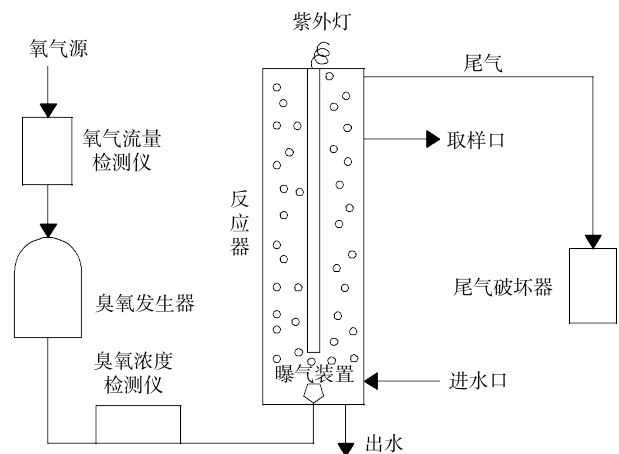 紫外灯
氧气源
尾气
氧气流量
检测仪
取样口
反
应
器
臭氧发生器
尾气破坏器
臭氧浓度
检测仪
曝气装置
进水口
出水